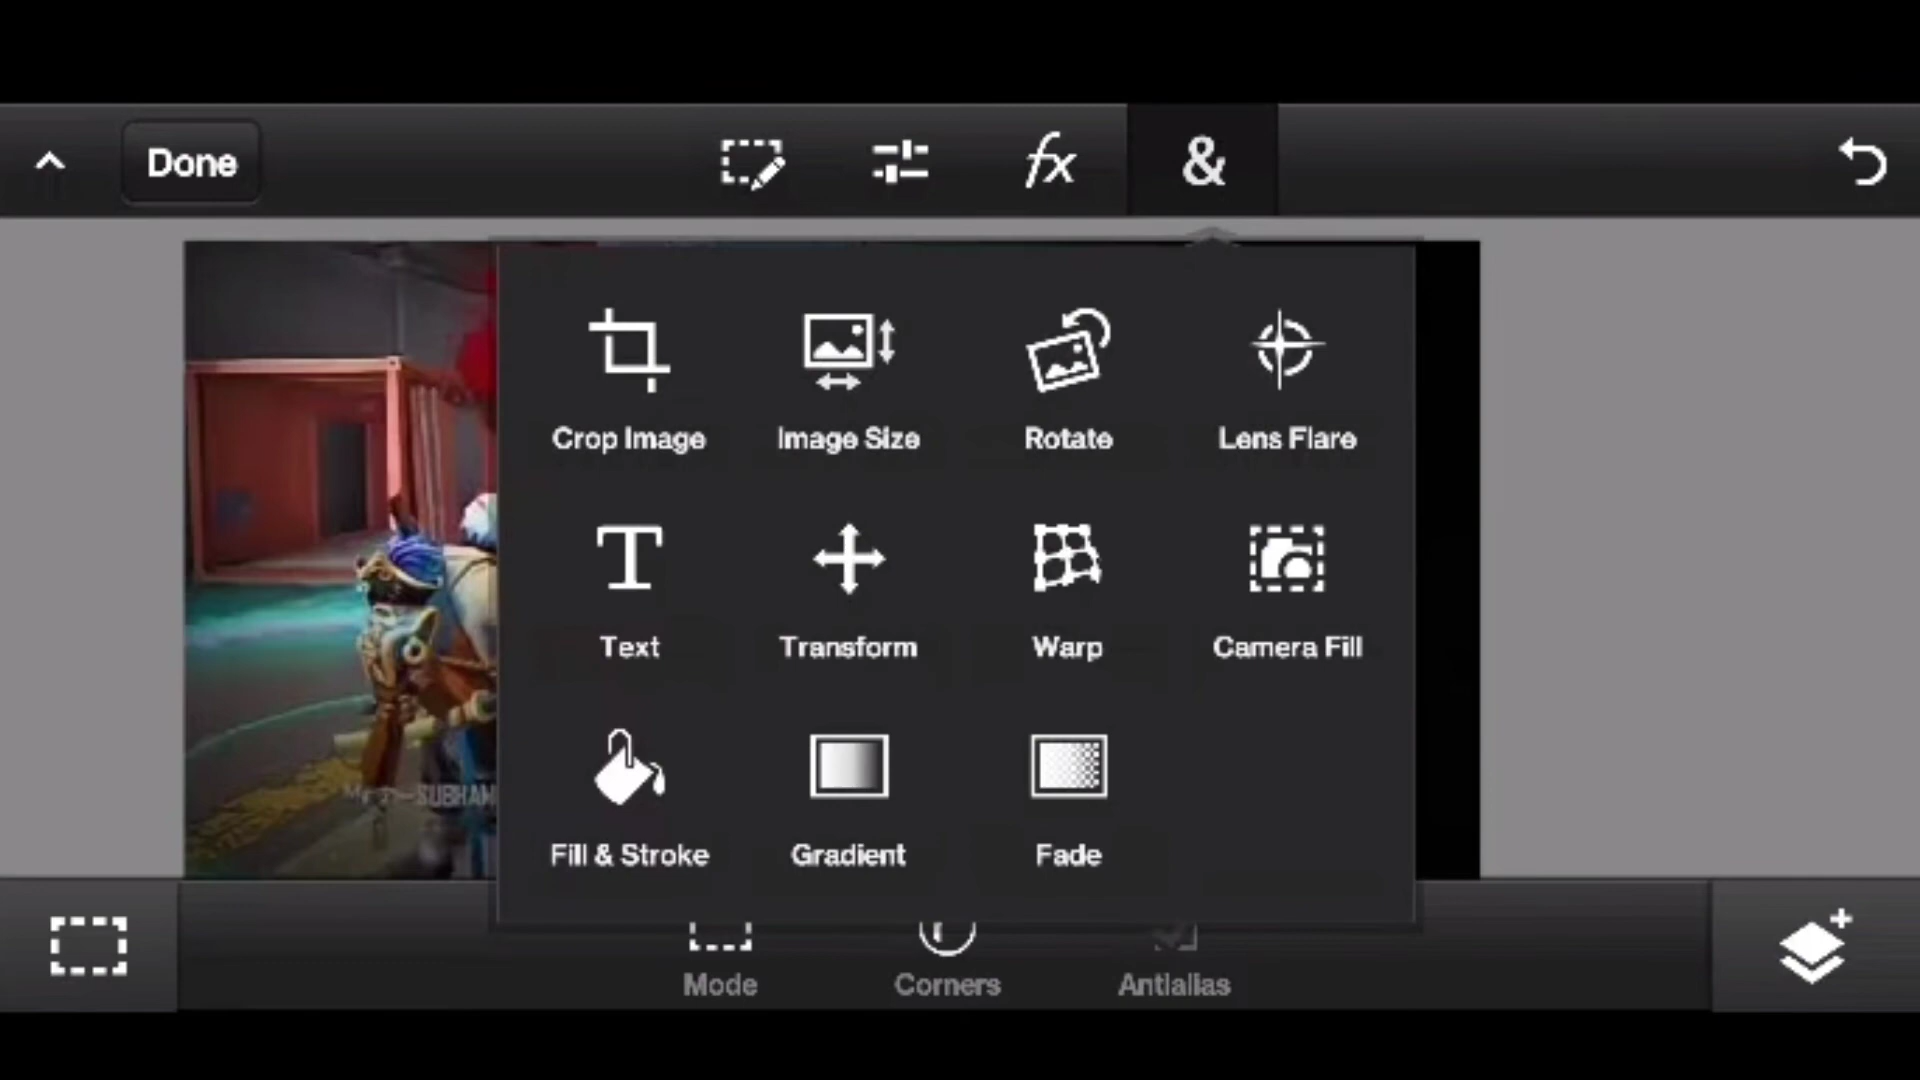 Done
fx
&
Crop Image
Image Size
Rotate
Lens Flare
T
Text
Transform
Warp
Camera Fill
SUBHAN
Fill & Stroke
Gradient
Fade
Mode
Corners
Antialias